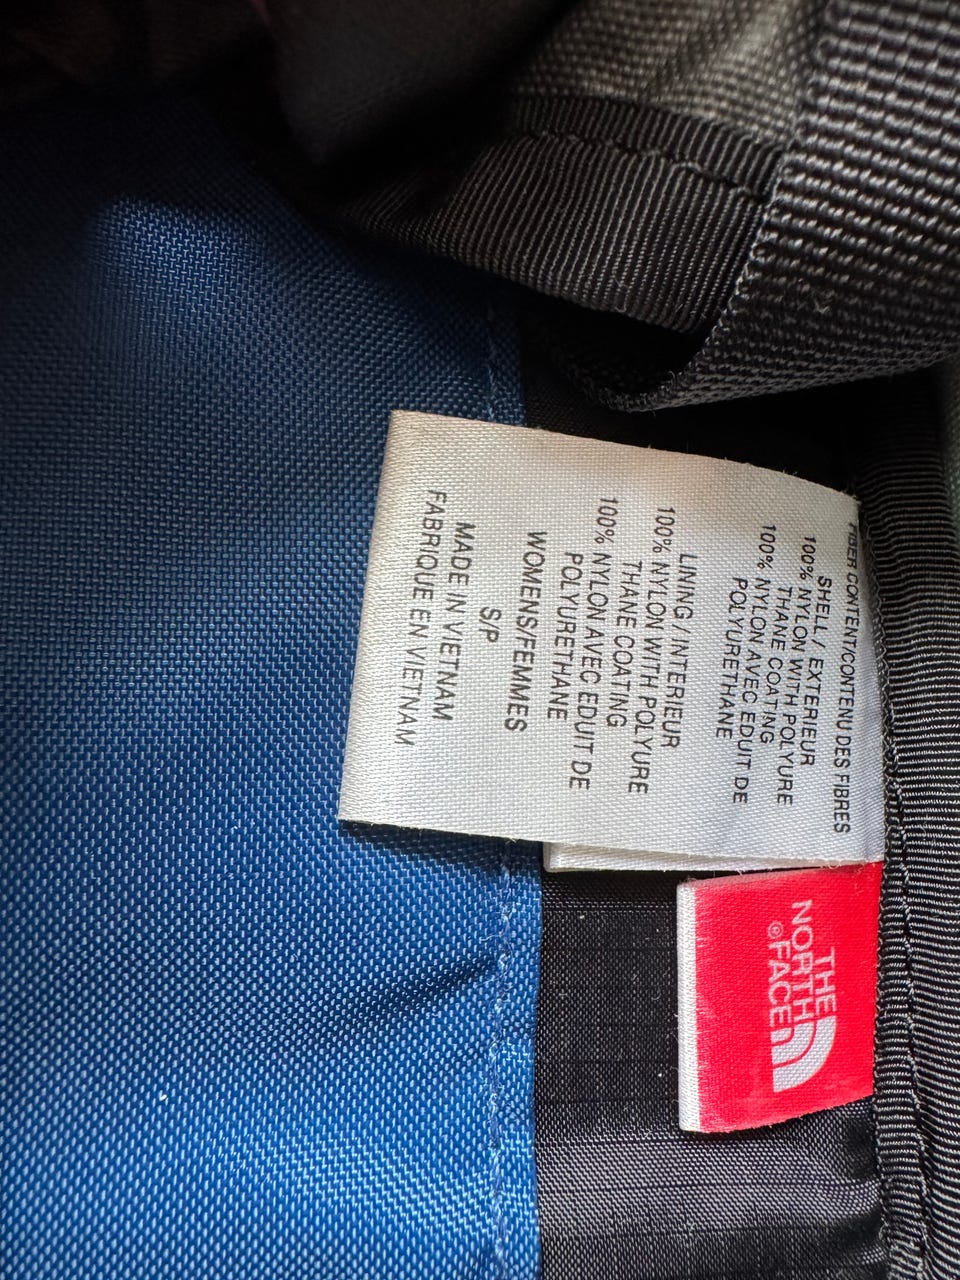 FIBER CONTENT/CONTENU DES FIBRES
SHELL / EXTERIEUR
100% NYLON WITH POLYURE
THANE COATING
100% NYLON AVEC EDUIT DE
POLYURETHANE
LINING / INTERIEUR
100% NYLON WITH POLYURE
THANE COATING
100% NYLON AVEC EDUIT DE
POLYURETHANE
WOMENS/FEMMES
S/P
MADE IN VIETNAM
FABRIQUE EN VIETNAM
THE
NORTH
FACE®